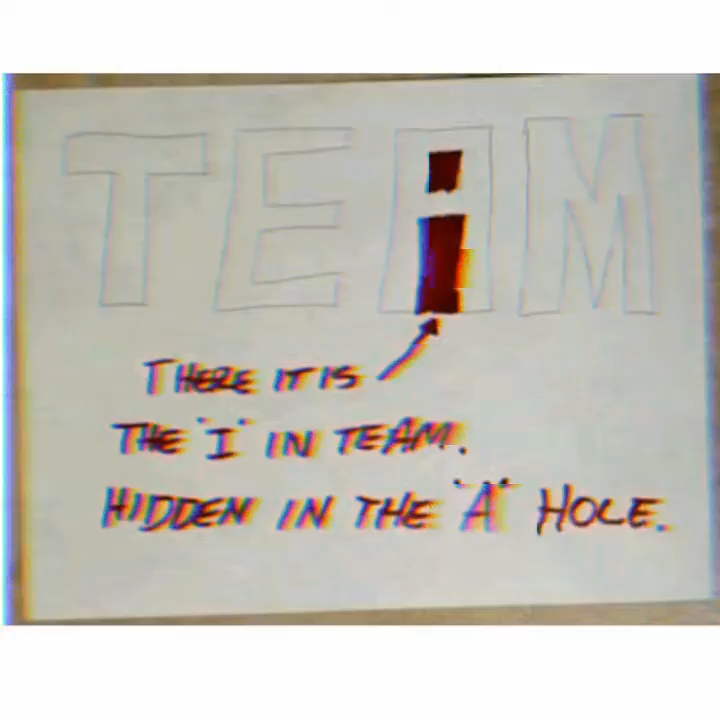 TEAM
THERE IT IS
THE "I" IN TEAM.
HIDDEN IN THE "A" HOLE.